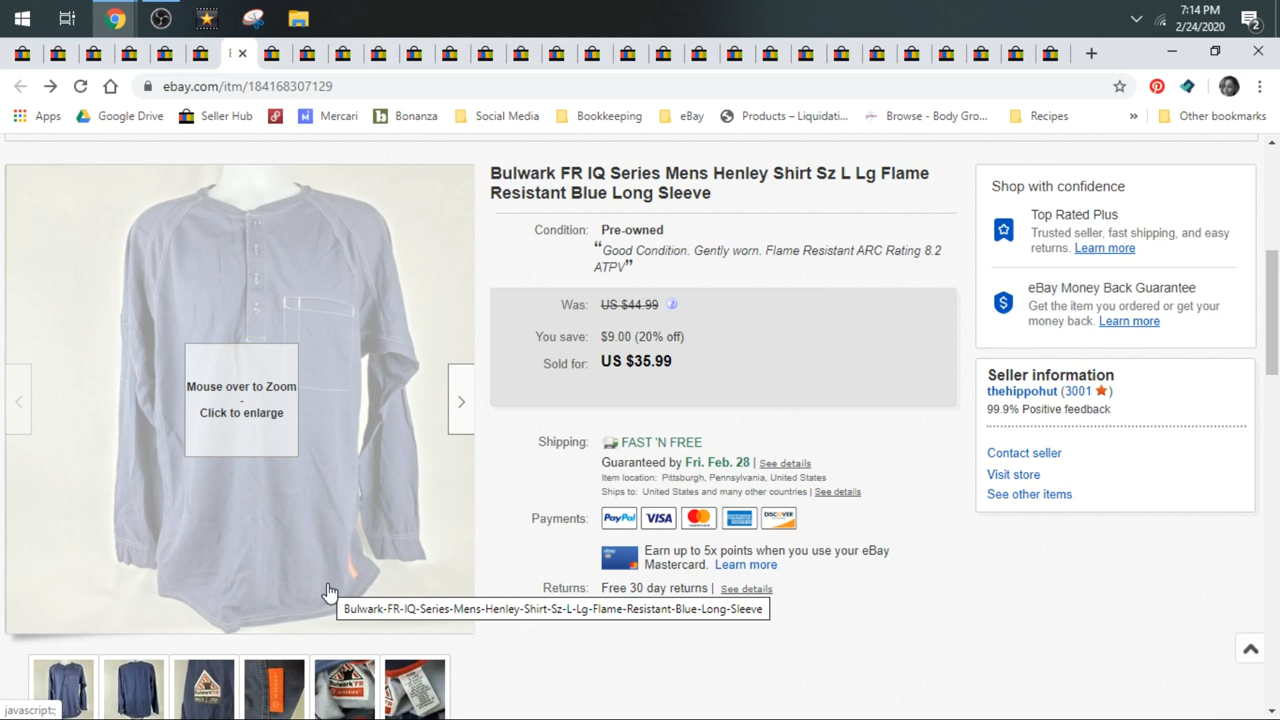 7:14 PM
2/24/2020
2
ebay.com/itm/184168307129
Apps
Google Drive
Seller Hub
Mercari
Bonanza
Social Media
Bookkeeping
eBay
Products – Liquidati...
Browse - Body Gro...
Recipes
»
Other bookmarks
Bulwark FR IQ Series Mens Henley Shirt Sz L Lg Flame
Resistant Blue Long Sleeve
Condition: Pre-owned
“Good Condition. Gently worn. Flame Resistant ARC Rating 8.2
ATPV”
Was: US $44.99
You save: $9.00 (20% off)
Sold for: US $35.99
Mouse over to Zoom
-
Click to enlarge
Shipping: FAST 'N FREE
Guaranteed by Fri. Feb. 28 | See details
Item location: Pittsburgh, Pennsylvania, United States
Ships to: United States and many other countries | See details
Payments: PayPal VISA MasterCard AMERICAN EXPRESS DISCOVER
Earn up to 5x points when you use your eBay
Mastercard. Learn more
Returns: Free 30 day returns | See details
Bulwark-FR-IQ-Series-Mens-Henley-Shirt-Sz-L-Lg-Flame-Resistant-Blue-Long-Sleeve
Shop with confidence
Top Rated Plus
Trusted seller, fast shipping, and easy
returns. Learn more
eBay Money Back Guarantee
Get the item you ordered or get your
money back. Learn more
Seller information
thehippohut (3001 )
99.9% Positive feedback
Contact seller
Visit store
See other items
Bulwark FR
Bulwark FR
javascript:;